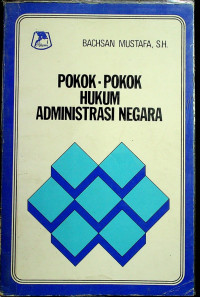 BACHSAN MUSTAFA, S.H.
POKOK - POKOK
HUKUM
ADMINISTRASI NEGARA